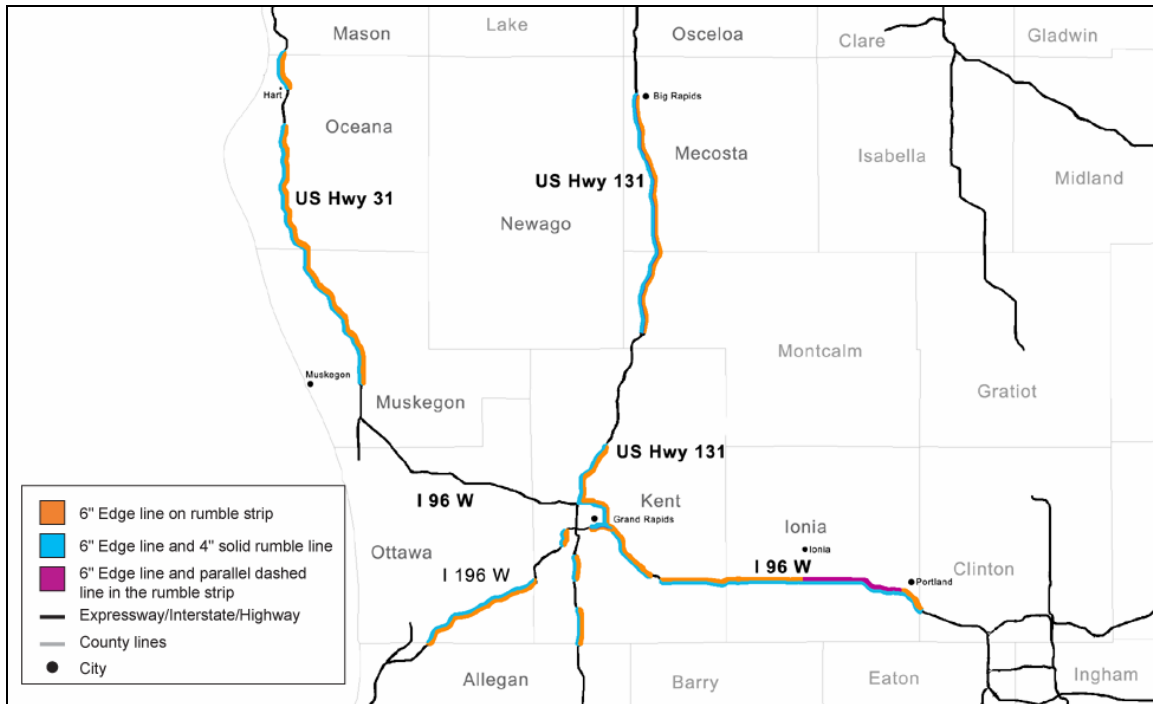 Mason
Lake
Osceloa
Clare
Gladwin
Hart
Big Rapids
Oceana
Mecosta
Isabella
Midland
US Hwy 31
US Hwy 131
Newago
Montcalm
Muskegon
Muskegon
Gratiot
US Hwy 131
I 96 W
Kent
Grand Rapids
Ionia
Ionia
Ottawa
I 196 W
I 96 W
Portland
Clinton
Allegan
Barry
Eaton
Ingham
6" Edge line on rumble strip
6" Edge line and 4" solid rumble line
6" Edge line and parallel dashed
line in the rumble strip
Expressway/Interstate/Highway
County lines
City